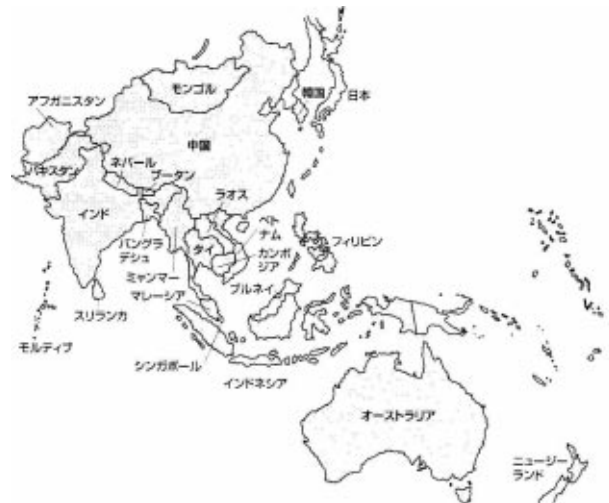 モンゴル
韓国
日本
アフガニスタン
中国
パキスタン
ネパール
ブータン
ラオス
インド
ベト
ナム
バングラ
デシュ
タイ
カンボ
ジア
フィリピン
ミャンマー
ブルネイ
マレーシア
スリランカ
モルディブ
シンガポール
インドネシア
オーストラリア
ニュージー
ランド